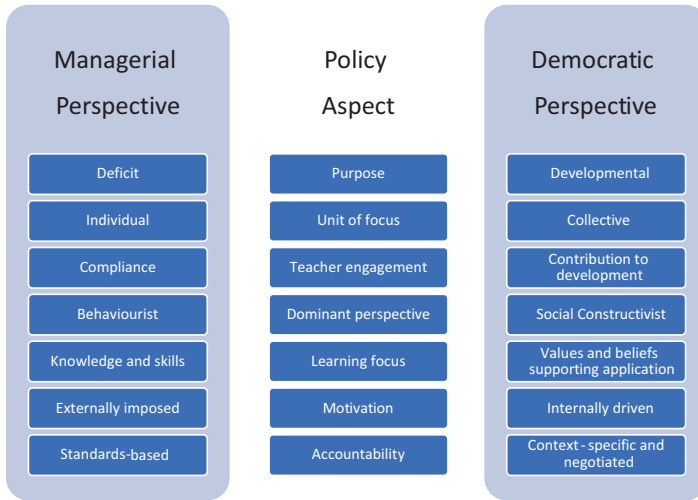 Managerial
Perspective
Policy
Aspect
Democratic
Perspective
Deficit
Purpose
Developmental
Individual
Unit of focus
Collective
Compliance
Teacher engagement
Contribution to
development
Behaviourist
Dominant perspective
Social Constructivist
Knowledge and skills
Learning focus
Values and beliefs
supporting application
Externally imposed
Motivation
Internally driven
Standards-based
Accountability
Context - specific and
negotiated